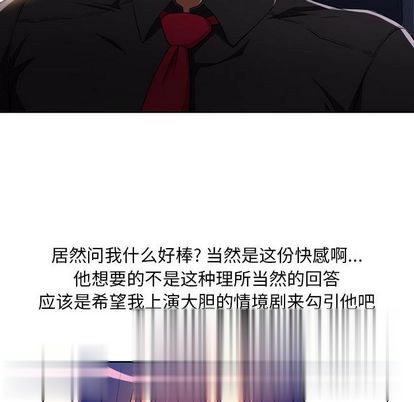 居然问我什么好棒? 当然是这份快感啊...
他想要的不是这种理所当然的回答
应该是希望我上演大胆的情境剧来勾引他吧